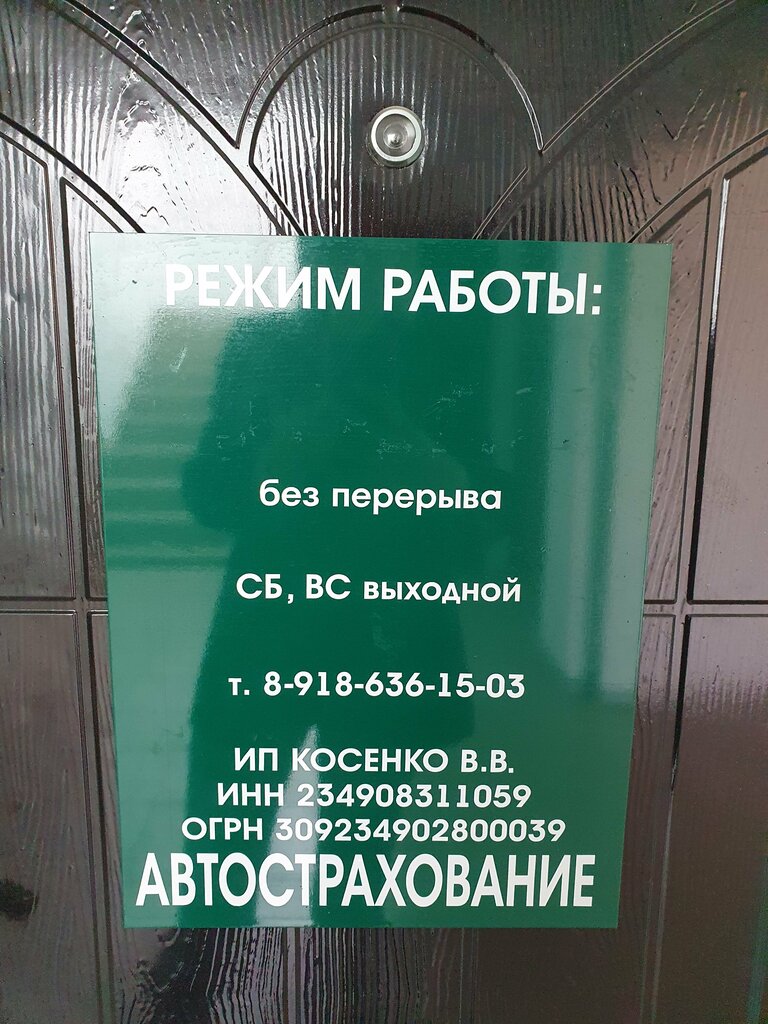 РЕЖИМ РАБОТЫ:
без перерыва
СБ, ВС выходной
т. 8-918-636-15-03
ИП КОСЕНКО В.В.
ИНН 234908311059
ОГРН 309234902800039
АВТОСТРАХОВАНИЕ